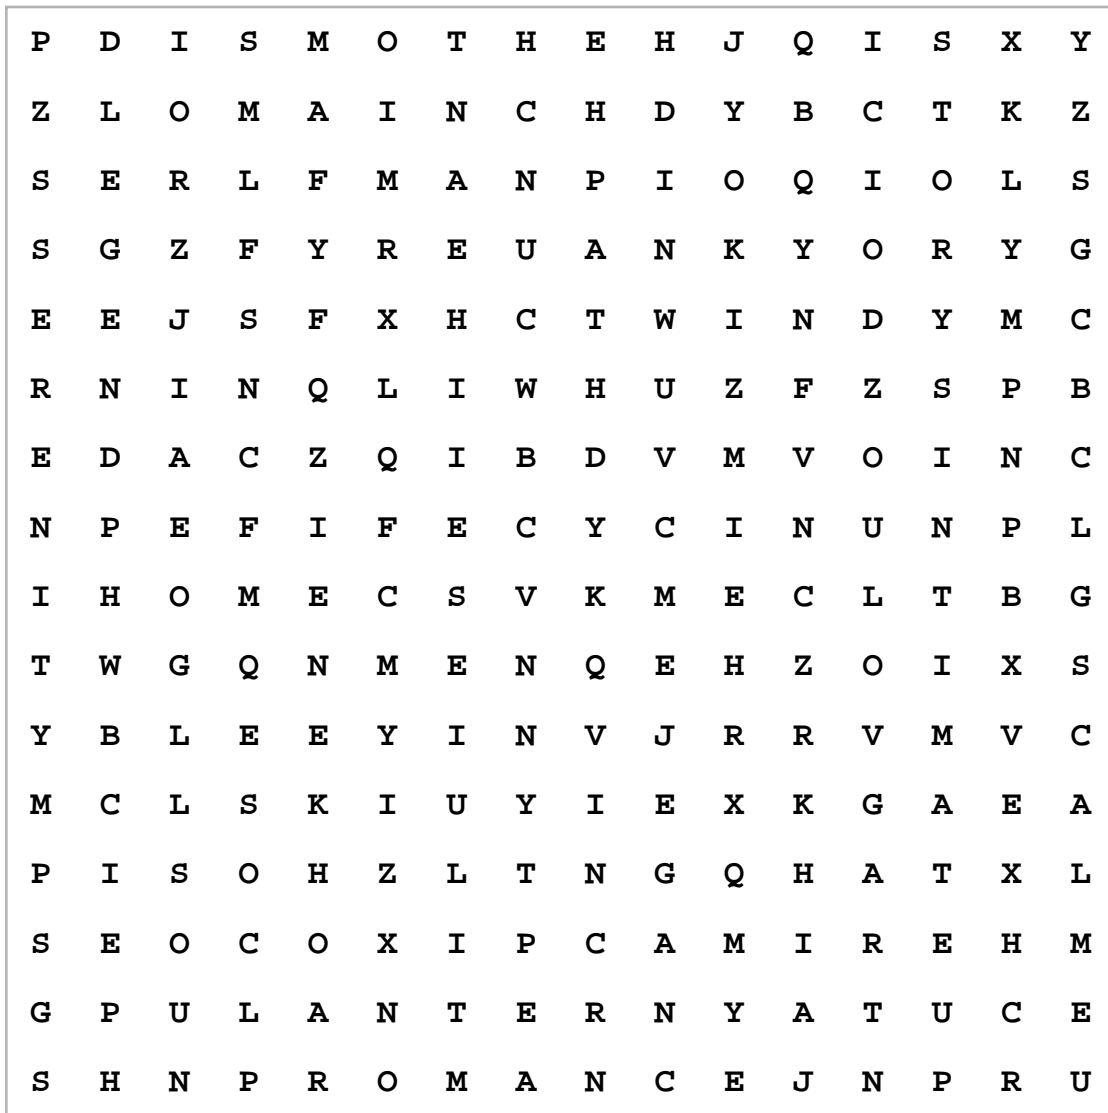 P D I S M O T H E H J Q I S X Y
Z L O M A I N C H D Y B C T K Z
S E R L F M A N P I O Q I O L S
S G Z F Y R E U A N K Y O R Y G
E E J S F X H C T W I N D Y M C
R N I N Q L I W H U Z F Z S P B
E D A C Z Q I B D V M V O I N C
N P E F I F E C Y C I N U N P L
I H O M E C S V K M E C L T B G
T W G Q N M E N Q E H Z O I X S
Y B L E E Y I N V J R R V M V C
M C L S K I U Y I E X K G A E A
P I S O H Z L T N G Q H A T X L
S E O C O X I P C A M I R E H M
G P U L A N T E R N Y A T U C E
S H N P R O M A N C E J N P R U